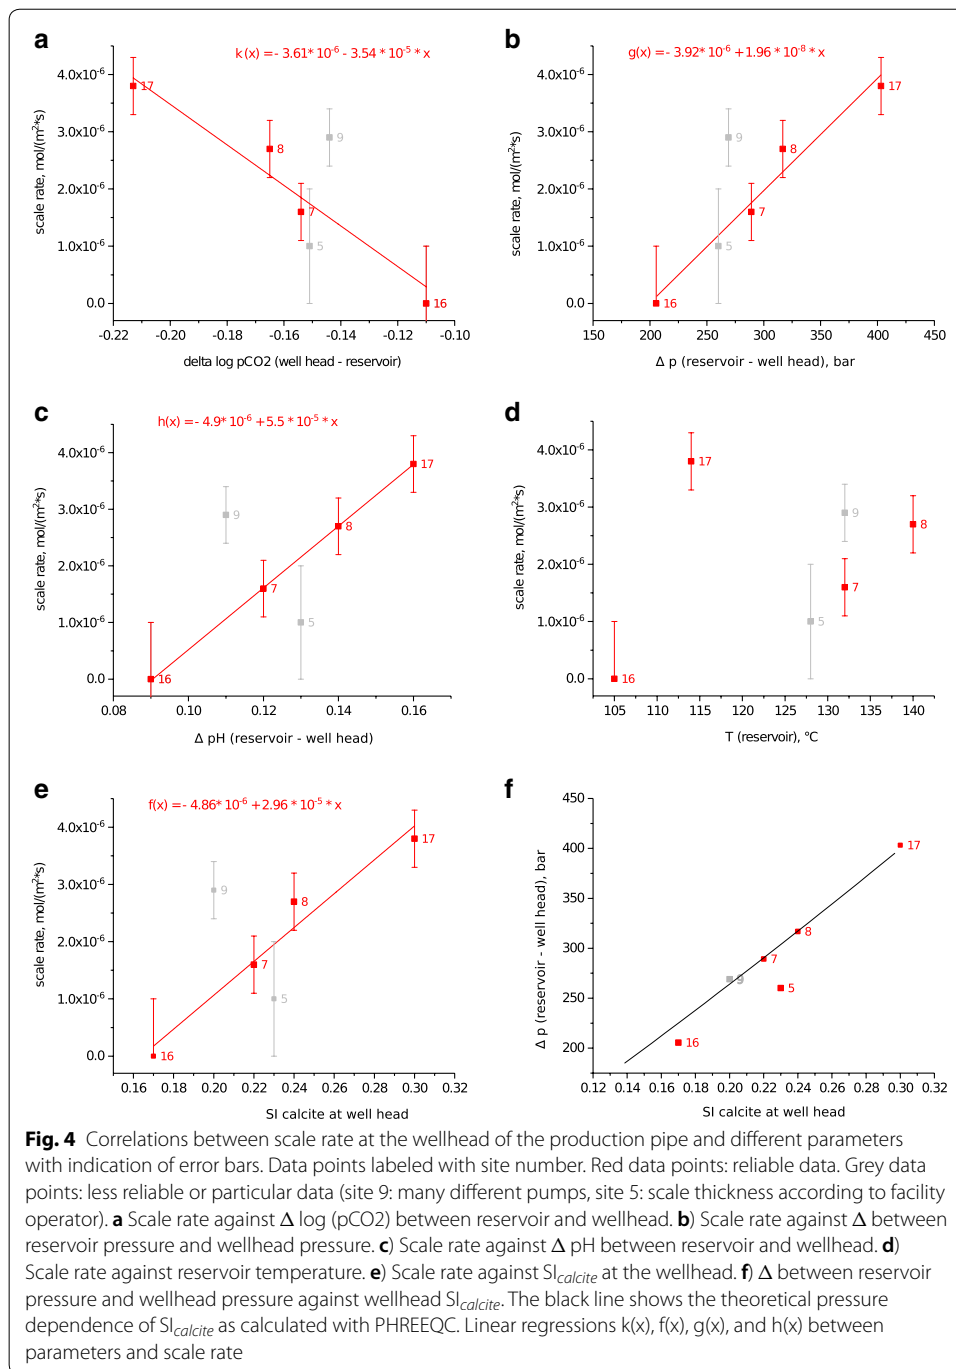 a
k(x) = - 3.61* 10-6 - 3.54* 10-5 * x
4.0x10-6
3.0x10-6
2.0x10-6
1.0x10-6
0.0
scale rate, mol/(m2*s)
17
8
9
7
5
16
-0.22 -0.20 -0.18 -0.16 -0.14 -0.12 -0.10
delta log pCO2 (well head - reservoir)
b
g(x) = - 3.92* 10-6 + 1.96* 10-8 * x
4.0x10-6
3.0x10-6
2.0x10-6
1.0x10-6
0.0
scale rate, mol/(m2*s)
17
9
8
7
5
16
150 200 250 300 350 400 450
Δ p (reservoir - well head), bar
c
h(x) = - 4.9* 10-6 + 5.5* 10-5 * x
4.0x10-6
3.0x10-6
2.0x10-6
1.0x10-6
0.0
scale rate, mol/(m2*s)
17
9
8
7
5
16
0.08 0.10 0.12 0.14 0.16
Δ pH (reservoir - well head)
d
4.0x10-6
3.0x10-6
2.0x10-6
1.0x10-6
0.0
scale rate, mol/(m2*s)
17
9
8
7
5
16
105 110 115 120 125 130 135 140
T (reservoir), °C
e
f(x) = - 4.86* 10-6 + 2.96* 10-5 * x
4.0x10-6
3.0x10-6
2.0x10-6
1.0x10-6
0.0
scale rate, mol/(m2*s)
17
9
8
7
5
16
0.16 0.18 0.20 0.22 0.24 0.26 0.28 0.30 0.32
SI calcite at well head
f
450
400
350
300
250
200
Δ p (reservoir - well head), bar
17
8
7
9
5
16
0.12 0.14 0.16 0.18 0.20 0.22 0.24 0.26 0.28 0.30 0.32
SI calcite at well head
Fig. 4 Correlations between scale rate at the wellhead of the production pipe and different parameters
with indication of error bars. Data points labeled with site number. Red data points: reliable data. Grey data
points: less reliable or particular data (site 9: many different pumps, site 5: scale thickness according to facility
operator). a Scale rate against Δ log (pCO2) between reservoir and wellhead. b) Scale rate against Δ between
reservoir pressure and wellhead pressure. c) Scale rate against Δ pH between reservoir and wellhead. d)
Scale rate against reservoir temperature. e) Scale rate against SIcalcite at the wellhead. f) Δ between reservoir
pressure and wellhead pressure against wellhead SIcalcite. The black line shows the theoretical pressure
dependence of SIcalcite as calculated with PHREEQC. Linear regressions k(x), f(x), g(x), and h(x) between
parameters and scale rate